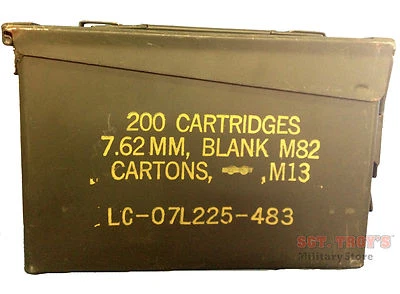 200 CARTRIDGES
7.62 MM, BLANK M82
CARTONS, , M13
LC-07L225-483
SGT. TROY'S
Military Store